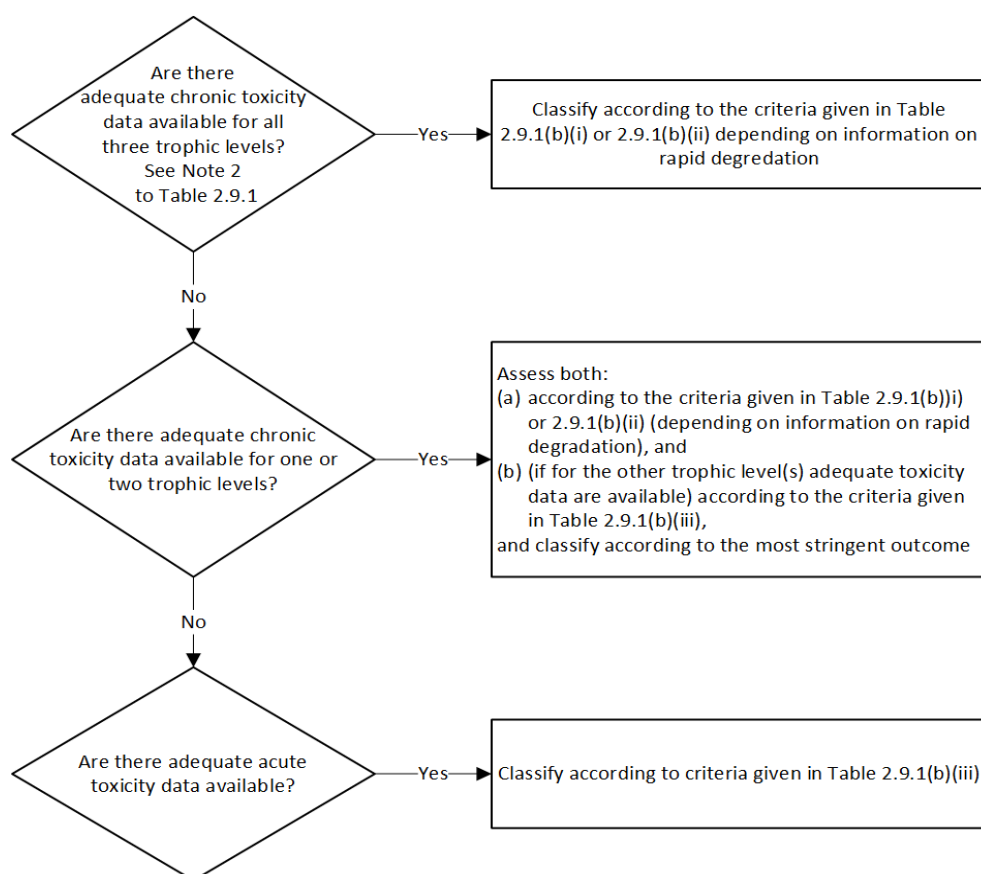 Are there
adequate chronic toxicity
data available for all
three trophic levels?
See Note 2
to Table 2.9.1
Yes
Classify according to the criteria given in Table
2.9.1(b)(i) or 2.9.1(b)(ii) depending on information on
rapid degredation
No
Are there adequate chronic
toxicity data available for one or
two trophic levels?
Yes
Assess both:
(a) according to the criteria given in Table 2.9.1(b))i)
or 2.9.1(b)(ii) (depending on information on rapid
degradation), and
(b) (if for the other trophic level(s) adequate toxicity
data are available) according to the criteria given
in Table 2.9.1(b)(iii),
and classify according to the most stringent outcome
No
Are there adequate acute
toxicity data available?
Yes
Classify according to criteria given in Table 2.9.1(b)(iii)